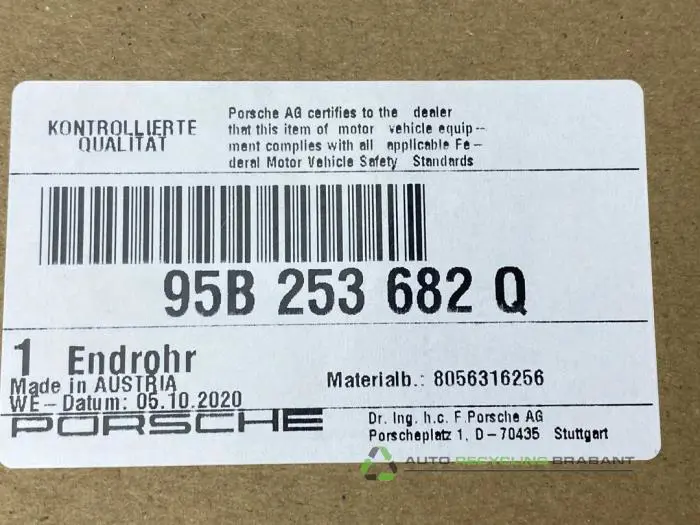 KONTROLLIERTE
QUALITÄT
Porsche AG certifies to the dealer
that this item of motor vehicle equip-
ment complies with all applicable Fe-
deral Motor Vehicle Safety Standards
95B 253 682 Q
1 Endrohr
Made in AUSTRIA
WE-Datum: 05.10.2020
Materialb.: 8056316256
PORSCHE
Dr. Ing. h.c. F.Porsche AG
Porscheplatz 1, D-70435 Stuttgart
AUTO RECYCLING BRABANT